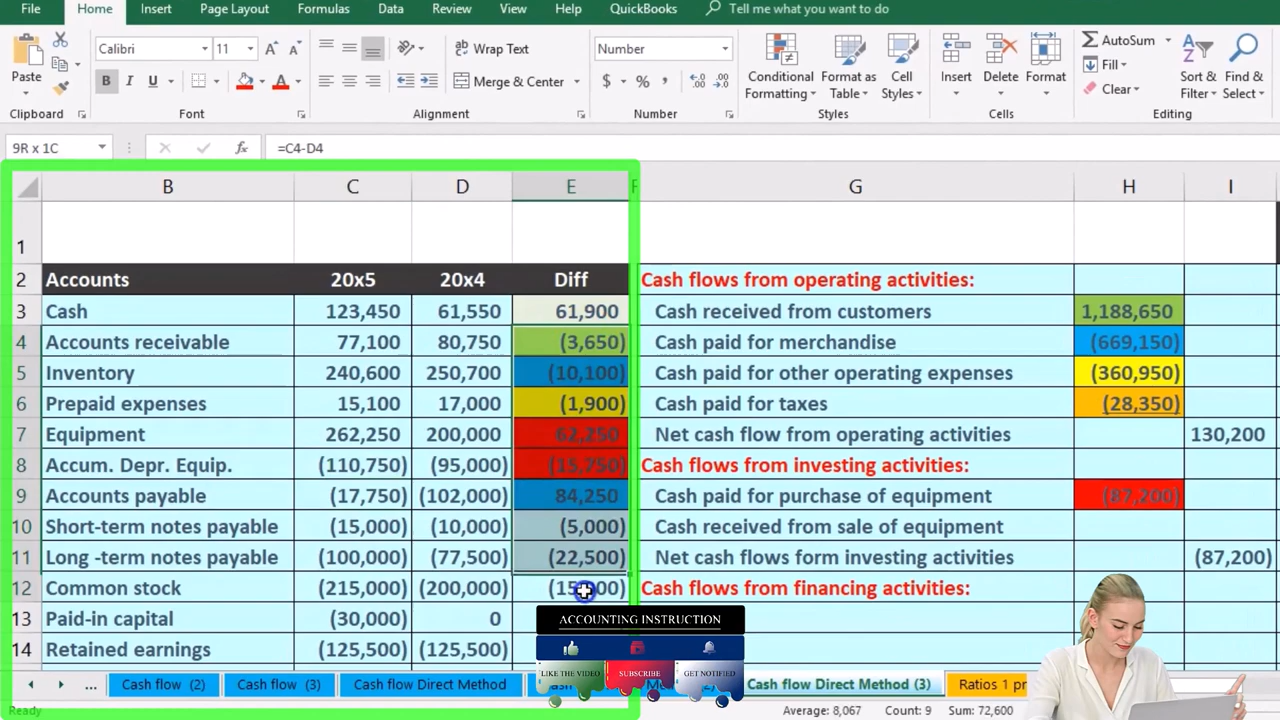 File Home Insert Page Layout Formulas Data Review View Help QuickBooks Tell me what you want to do
Calibri 11 Wrap Text Number AutoSum
Paste B I U Merge & Center $ % Conditional Formatting Formats Table Cell Styles Insert Delete Format Fill Clear Sort & Filter Find & Select
Clipboard Font Alignment Number Styles Cells Editing
9R x 1C fx =C4-D4
B C D E F G H I
1
2 Accounts 20x5 20x4 Diff Cash flows from operating activities:
3 Cash 123,450 61,550 61,900 Cash received from customers 1,188,650
4 Accounts receivable 77,100 80,750 (3,650) Cash paid for merchandise (669,150)
5 Inventory 240,600 250,700 (10,100) Cash paid for other operating expenses (360,950)
6 Prepaid expenses 15,100 17,000 (1,900) Cash paid for taxes (28,350)
7 Equipment 262,250 200,000 62,250 Net cash flow from operating activities 130,200
8 Accum. Depr. Equip. (110,750) (95,000) (15,750) Cash flows from investing activities:
9 Accounts payable (17,750) (102,000) 84,250 Cash paid for purchase of equipment (87,200)
10 Short-term notes payable (15,000) (10,000) (5,000) Cash received from sale of equipment
11 Long -term notes payable (100,000) (77,500) (22,500) Net cash flows form investing activities (87,200)
12 Common stock (215,000) (200,000) Cash flows from financing activities:
13 Paid-in capital (30,000) 0
14 Retained earnings (125,500) (125,500)
ACCOUNTING INSTRUCTION
LIKE THE VIDEO SUBSCRIBE GET NOTIFIED
... Cash flow (2) Cash flow (3) Cash flow Direct Method Cash flow Direct Method (3) Ratios 1 pr
Ready Average: 8,067 Count: 9 Sum: 72,600